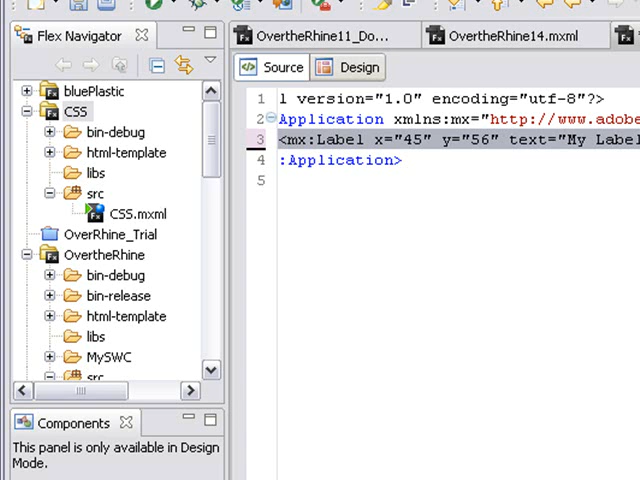 Flex Navigator
bluePlastic
CSS
bin-debug
html-template
libs
src
CSS.mxml
OverRhine_Trial
OvertheRhine
bin-debug
bin-release
html-template
libs
MySWC
src
Components
This panel is only available in Design
Mode.
OvertheRhine11_Do...
OvertheRhine14.mxml
Source
Design
1 l version="1.0" encoding="utf-8"?>
2 Application xmlns:mx="http://www.adobe
3 <mx:Label x="45" y="56" text="My Label
4 :Application>
5